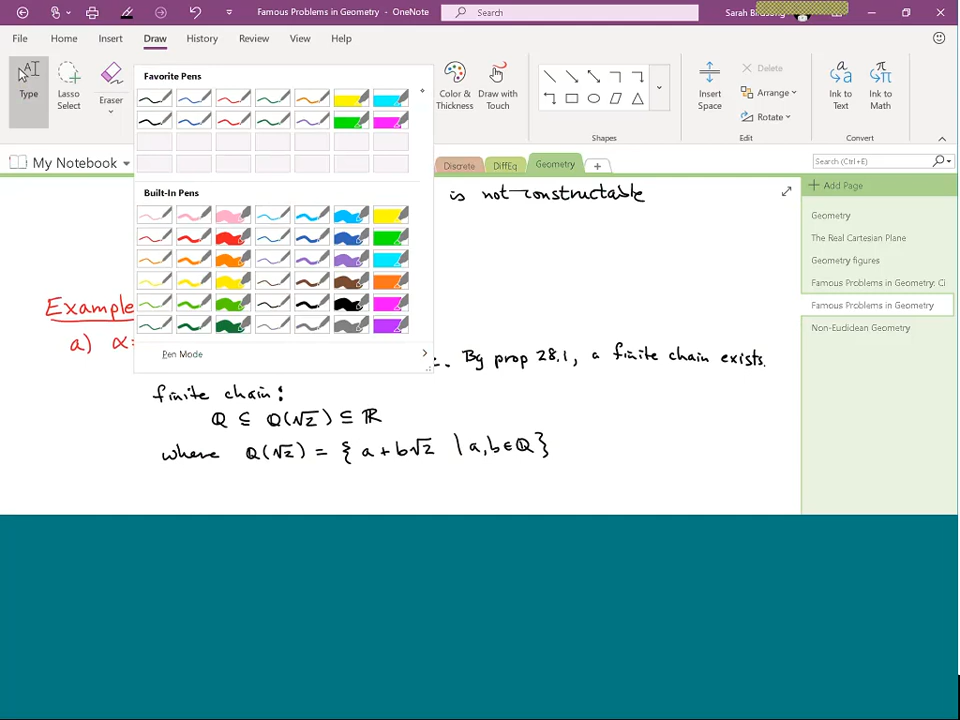 Famous Problems in Geometry - OneNote
Search
Sarah
File Home Insert Draw History Review View Help
Type
Lasso Select
Eraser
Favorite Pens
Built-In Pens
Pen Mode
Color & Thickness
Draw with Touch
Shapes
Insert Space
Delete
Arrange
Rotate
Edit
Ink to Text
Ink to Math
Convert
My Notebook
Discrete DiffEq Geometry
Search (Ctrl+E)
Add Page
Geometry
The Real Cartesian Plane
Geometry figures
Famous Problems in Geometry: Ci
Famous Problems in Geometry
Non-Euclidean Geometry
is not constructable
Example
a) α=
. By prop 28.1, a finite chain exists.
finite chain:
ℚ ⊆ ℚ(√2) ⊆ ℝ
where ℚ(√2) = { a + b√2 | a,b ∈ ℚ }